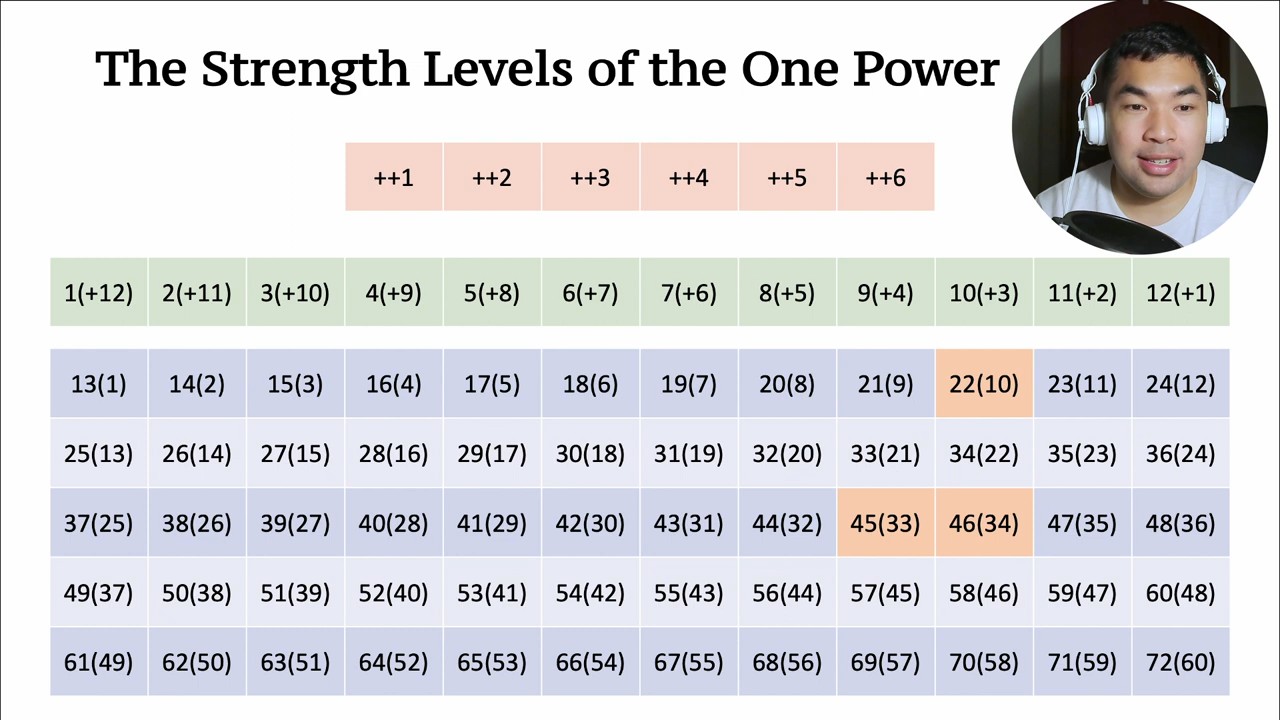 The Strength Levels of the One Power
++1 ++2 ++3 ++4 ++5 ++6
1(+12) 2(+11) 3(+10) 4(+9) 5(+8) 6(+7) 7(+6) 8(+5) 9(+4) 10(+3) 11(+2) 12(+1)
13(1) 14(2) 15(3) 16(4) 17(5) 18(6) 19(7) 20(8) 21(9) 22(10) 23(11) 24(12)
25(13) 26(14) 27(15) 28(16) 29(17) 30(18) 31(19) 32(20) 33(21) 34(22) 35(23) 36(24)
37(25) 38(26) 39(27) 40(28) 41(29) 42(30) 43(31) 44(32) 45(33) 46(34) 47(35) 48(36)
49(37) 50(38) 51(39) 52(40) 53(41) 54(42) 55(43) 56(44) 57(45) 58(46) 59(47) 60(48)
61(49) 62(50) 63(51) 64(52) 65(53) 66(54) 67(55) 68(56) 69(57) 70(58) 71(59) 72(60)